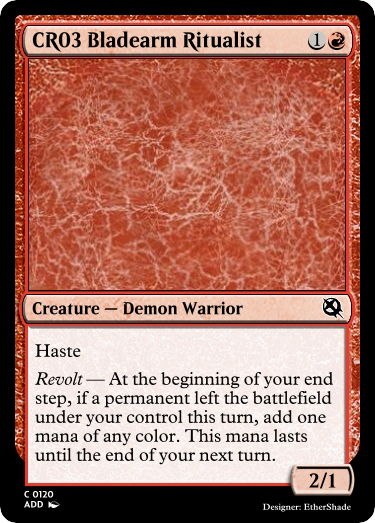 CR03 Bladearm Ritualist 1
Creature — Demon Warrior
Haste
Revolt — At the beginning of your end
step, if a permanent left the battlefield
under your control this turn, add one
mana of any color. This mana lasts
until the end of your next turn.
2/1
C 0120
ADD
Designer: EtherShade